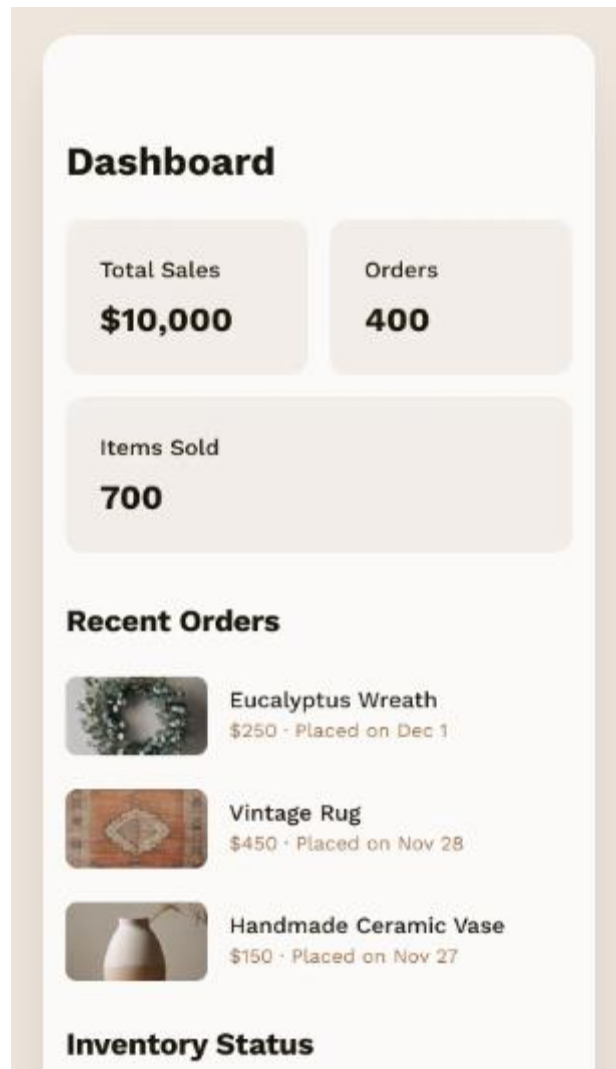 Dashboard
Total Sales
Orders
$10,000
400
Items Sold
700
Recent Orders
Eucalyptus Wreath
$250 · Placed on Dec 1
Vintage Rug
$450 · Placed on Nov 28
Handmade Ceramic Vase
$150 · Placed on Nov 27
Inventory Status